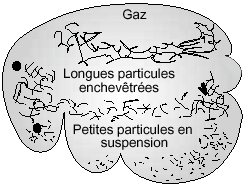 Gaz
Longues particules
enchevêtrées
Petites particules en
suspension